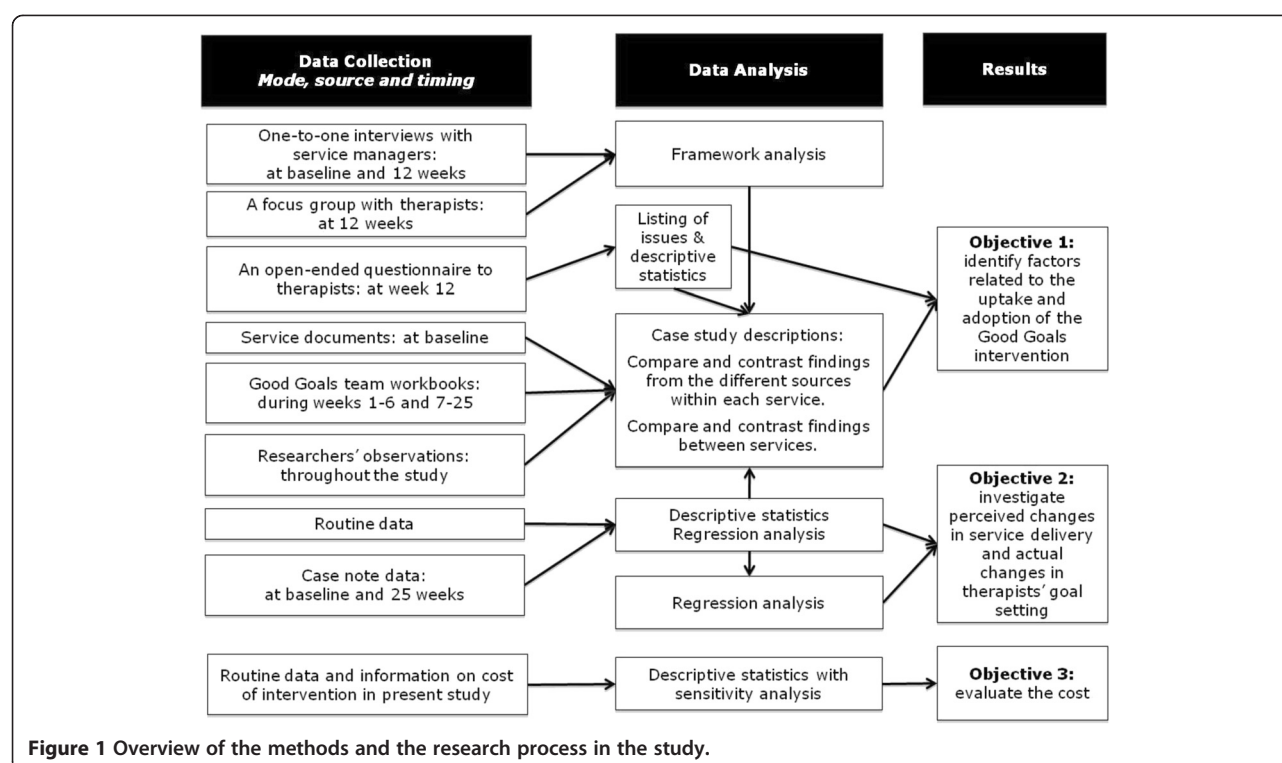 Data Collection
Mode, source and timing
Data Analysis
Results
One-to-one interviews with
service managers:
at baseline and 12 weeks
A focus group with therapists:
at 12 weeks
An open-ended questionnaire to
therapists: at week 12
Service documents: at baseline
Good Goals team workbooks:
during weeks 1-6 and 7-25
Researchers’ observations:
throughout the study
Routine data
Case note data:
at baseline and 25 weeks
Routine data and information on cost
of intervention in present study
Framework analysis
Listing of
issues &
descriptive
statistics
Case study descriptions:
Compare and contrast findings
from the different sources
within each service.
Compare and contrast findings
between services.
Descriptive statistics
Regression analysis
Regression analysis
Descriptive statistics with
sensitivity analysis
Objective 1:
identify factors
related to the
uptake and
adoption of the
Good Goals
intervention
Objective 2:
investigate
perceived changes
in service delivery
and actual
changes in
therapists’ goal
setting
Objective 3:
evaluate the cost
Figure 1 Overview of the methods and the research process in the study.